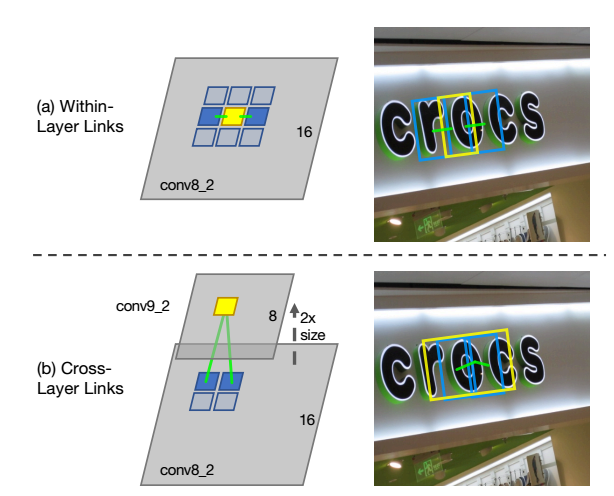 (a) Within-
Layer Links
16
conv8_2
crocs
conv9_2
8
2x
size
(b) Cross-
Layer Links
16
conv8_2
crocs